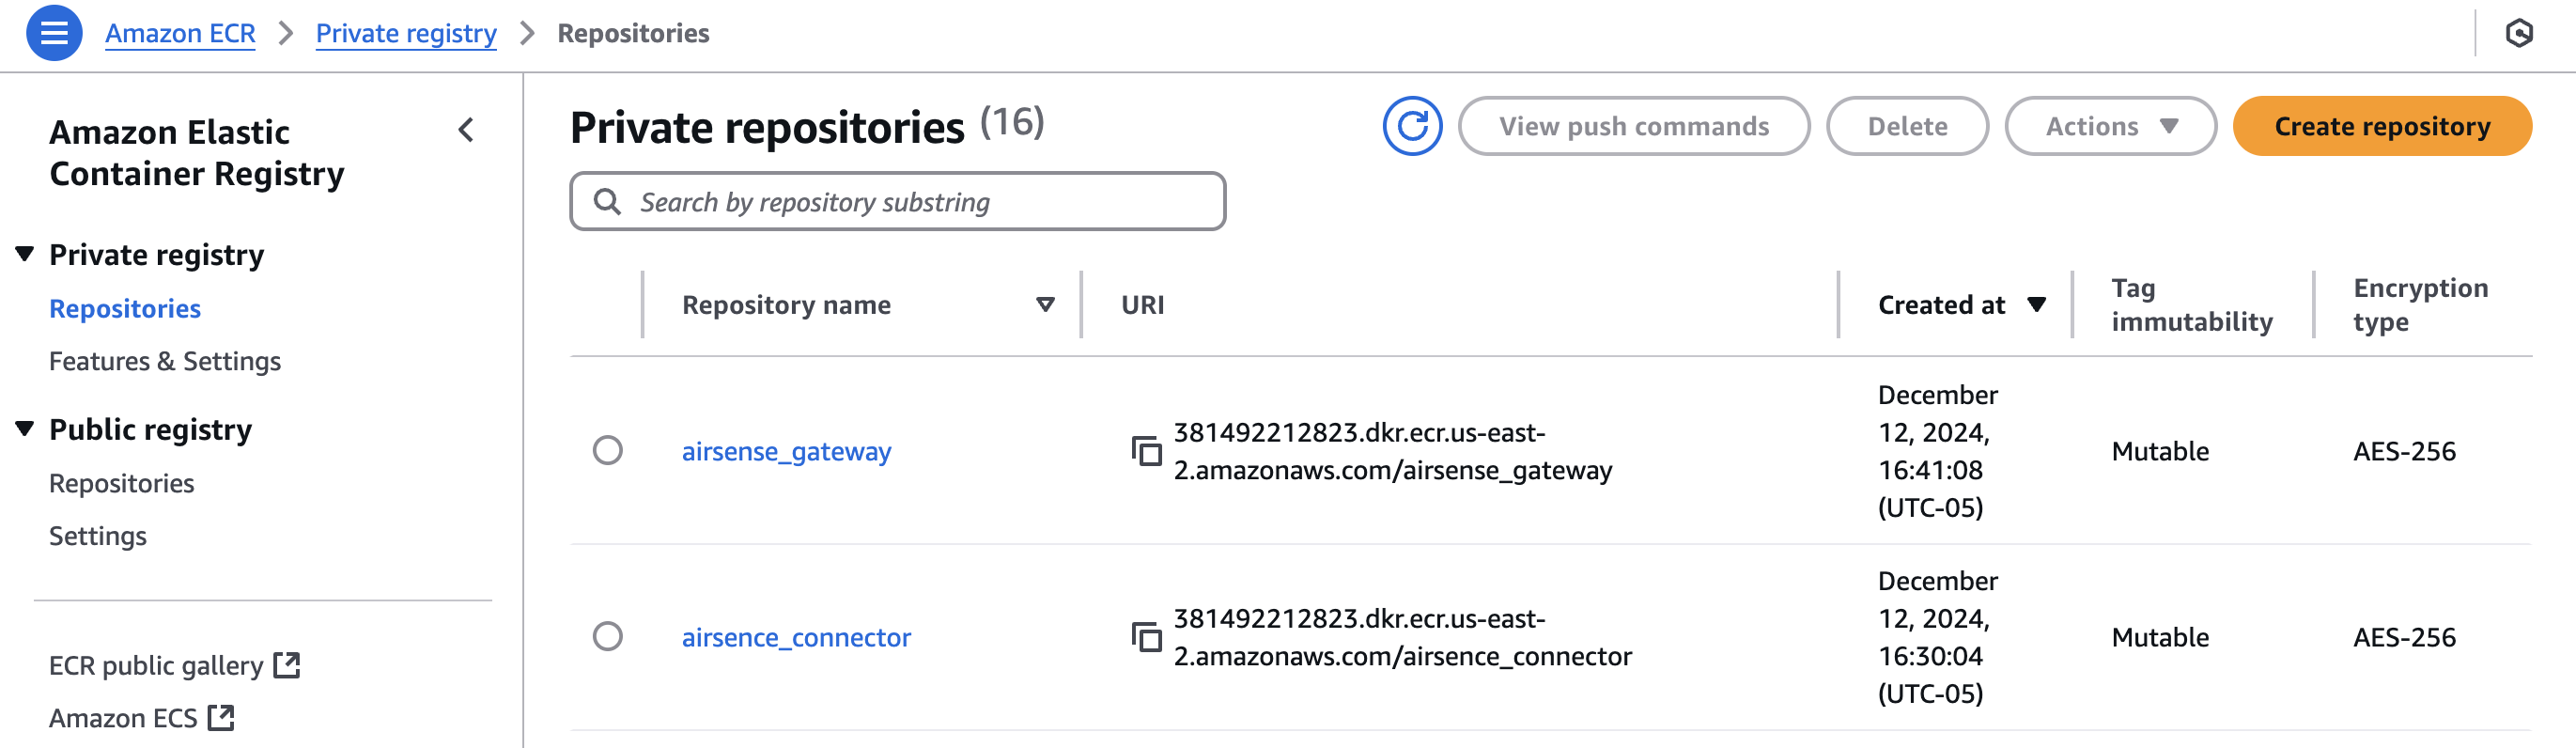 Amazon ECR > Private registry > Repositories
Amazon Elastic
Container Registry
Private registry
Repositories
Features & Settings
Public registry
Repositories
Settings
ECR public gallery
Amazon ECS
Private repositories (16)
View push commands
Delete
Actions
Create repository
Search by repository substring
Repository name
URI
Created at
Tag
immutability
Encryption
type
airsense_gateway
381492212823.dkr.ecr.us-east-
2.amazonaws.com/airsense_gateway
December
12, 2024,
16:41:08
(UTC-05)
Mutable
AES-256
airsence_connector
381492212823.dkr.ecr.us-east-
2.amazonaws.com/airsence_connector
December
12, 2024,
16:30:04
(UTC-05)
Mutable
AES-256